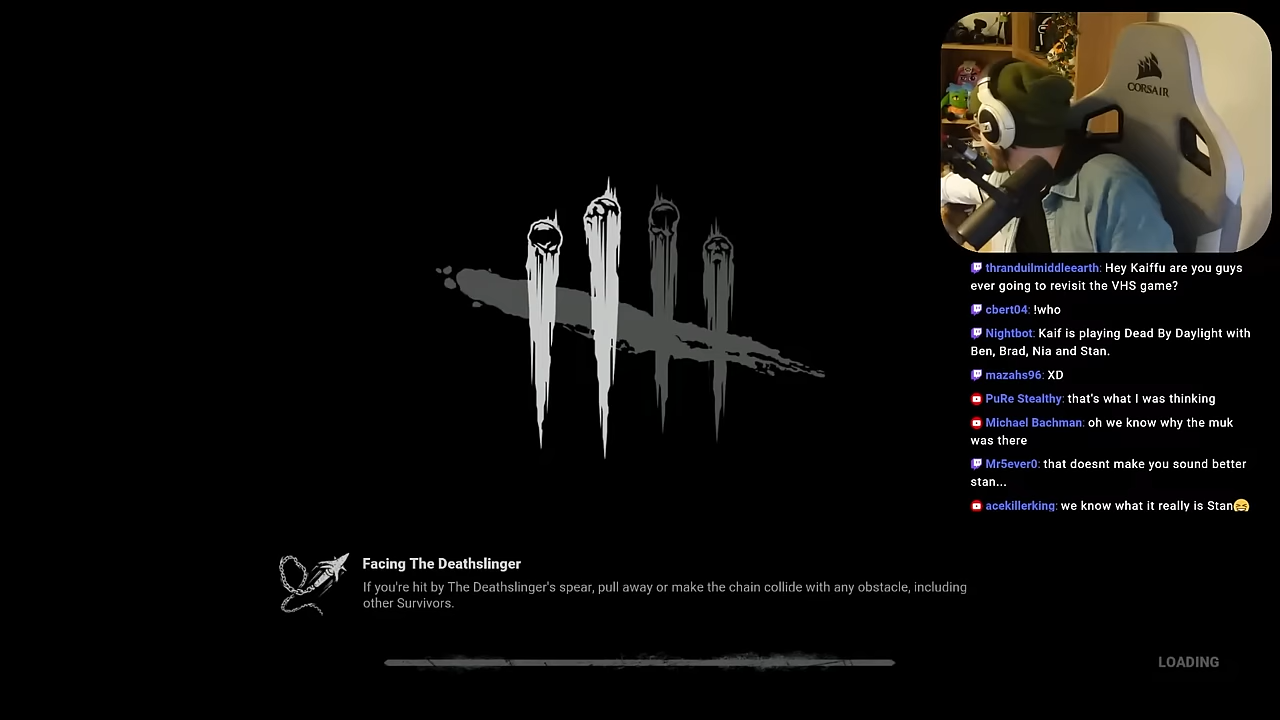 CORSAIR
thranduilmiddleearth: Hey Kaiffu are you guys
ever going to revisit the VHS game?
cbert04: !who
Nightbot: Kaif is playing Dead By Daylight with
Ben, Brad, Nia and Stan.
mazahs96: XD
PuRe Stealthy: that's what I was thinking
Michael Bachman: oh we know why the muk
was there
Mr5ever0: that doesnt make you sound better
stan...
acekillerking: we know what it really is Stan😆
Facing The Deathslinger
If you're hit by The Deathslinger's spear, pull away or make the chain collide with any obstacle, including
other Survivors.
LOADING